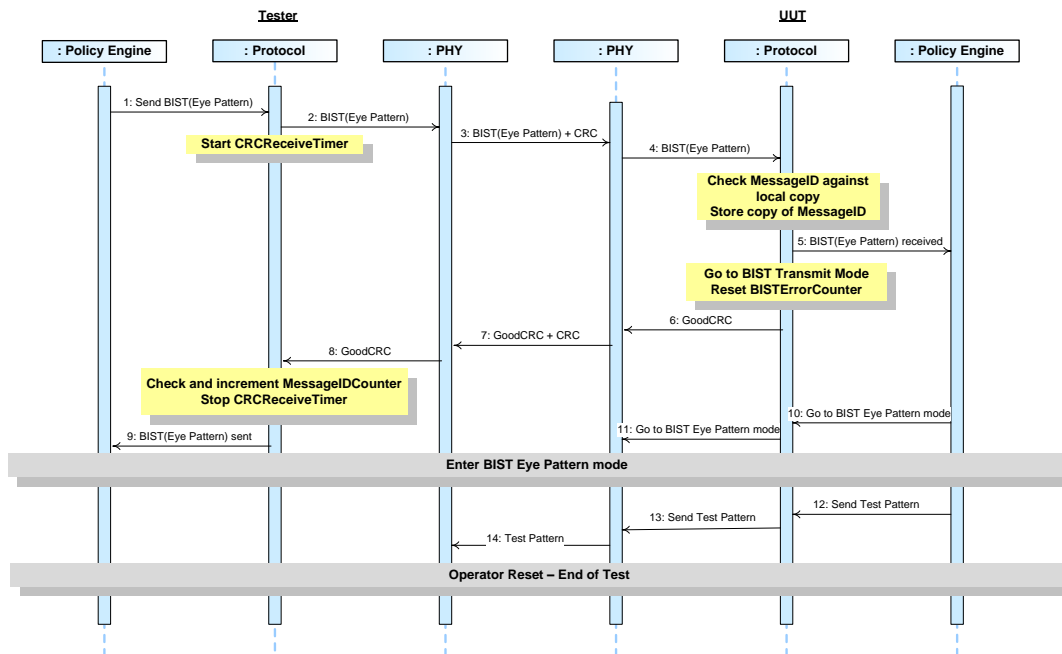 Tester
UUT
: Policy Engine
: Protocol
: PHY
: PHY
: Protocol
: Policy Engine
1: Send BIST(Eye Pattern)
2: BIST(Eye Pattern)
Start CRCReceiveTimer
3: BIST(Eye Pattern) + CRC
4: BIST(Eye Pattern)
Check MessageID against
local copy
Store copy of MessageID
5: BIST(Eye Pattern) received
Go to BIST Transmit Mode
Reset BISTErrorCounter
6: GoodCRC
7: GoodCRC + CRC
8: GoodCRC
Check and increment MessageIDCounter
Stop CRCReceiveTimer
9: BIST(Eye Pattern) sent
10: Go to BIST Eye Pattern mode
11: Go to BIST Eye Pattern mode
Enter BIST Eye Pattern mode
12: Send Test Pattern
13: Send Test Pattern
14: Test Pattern
Operator Reset – End of Test